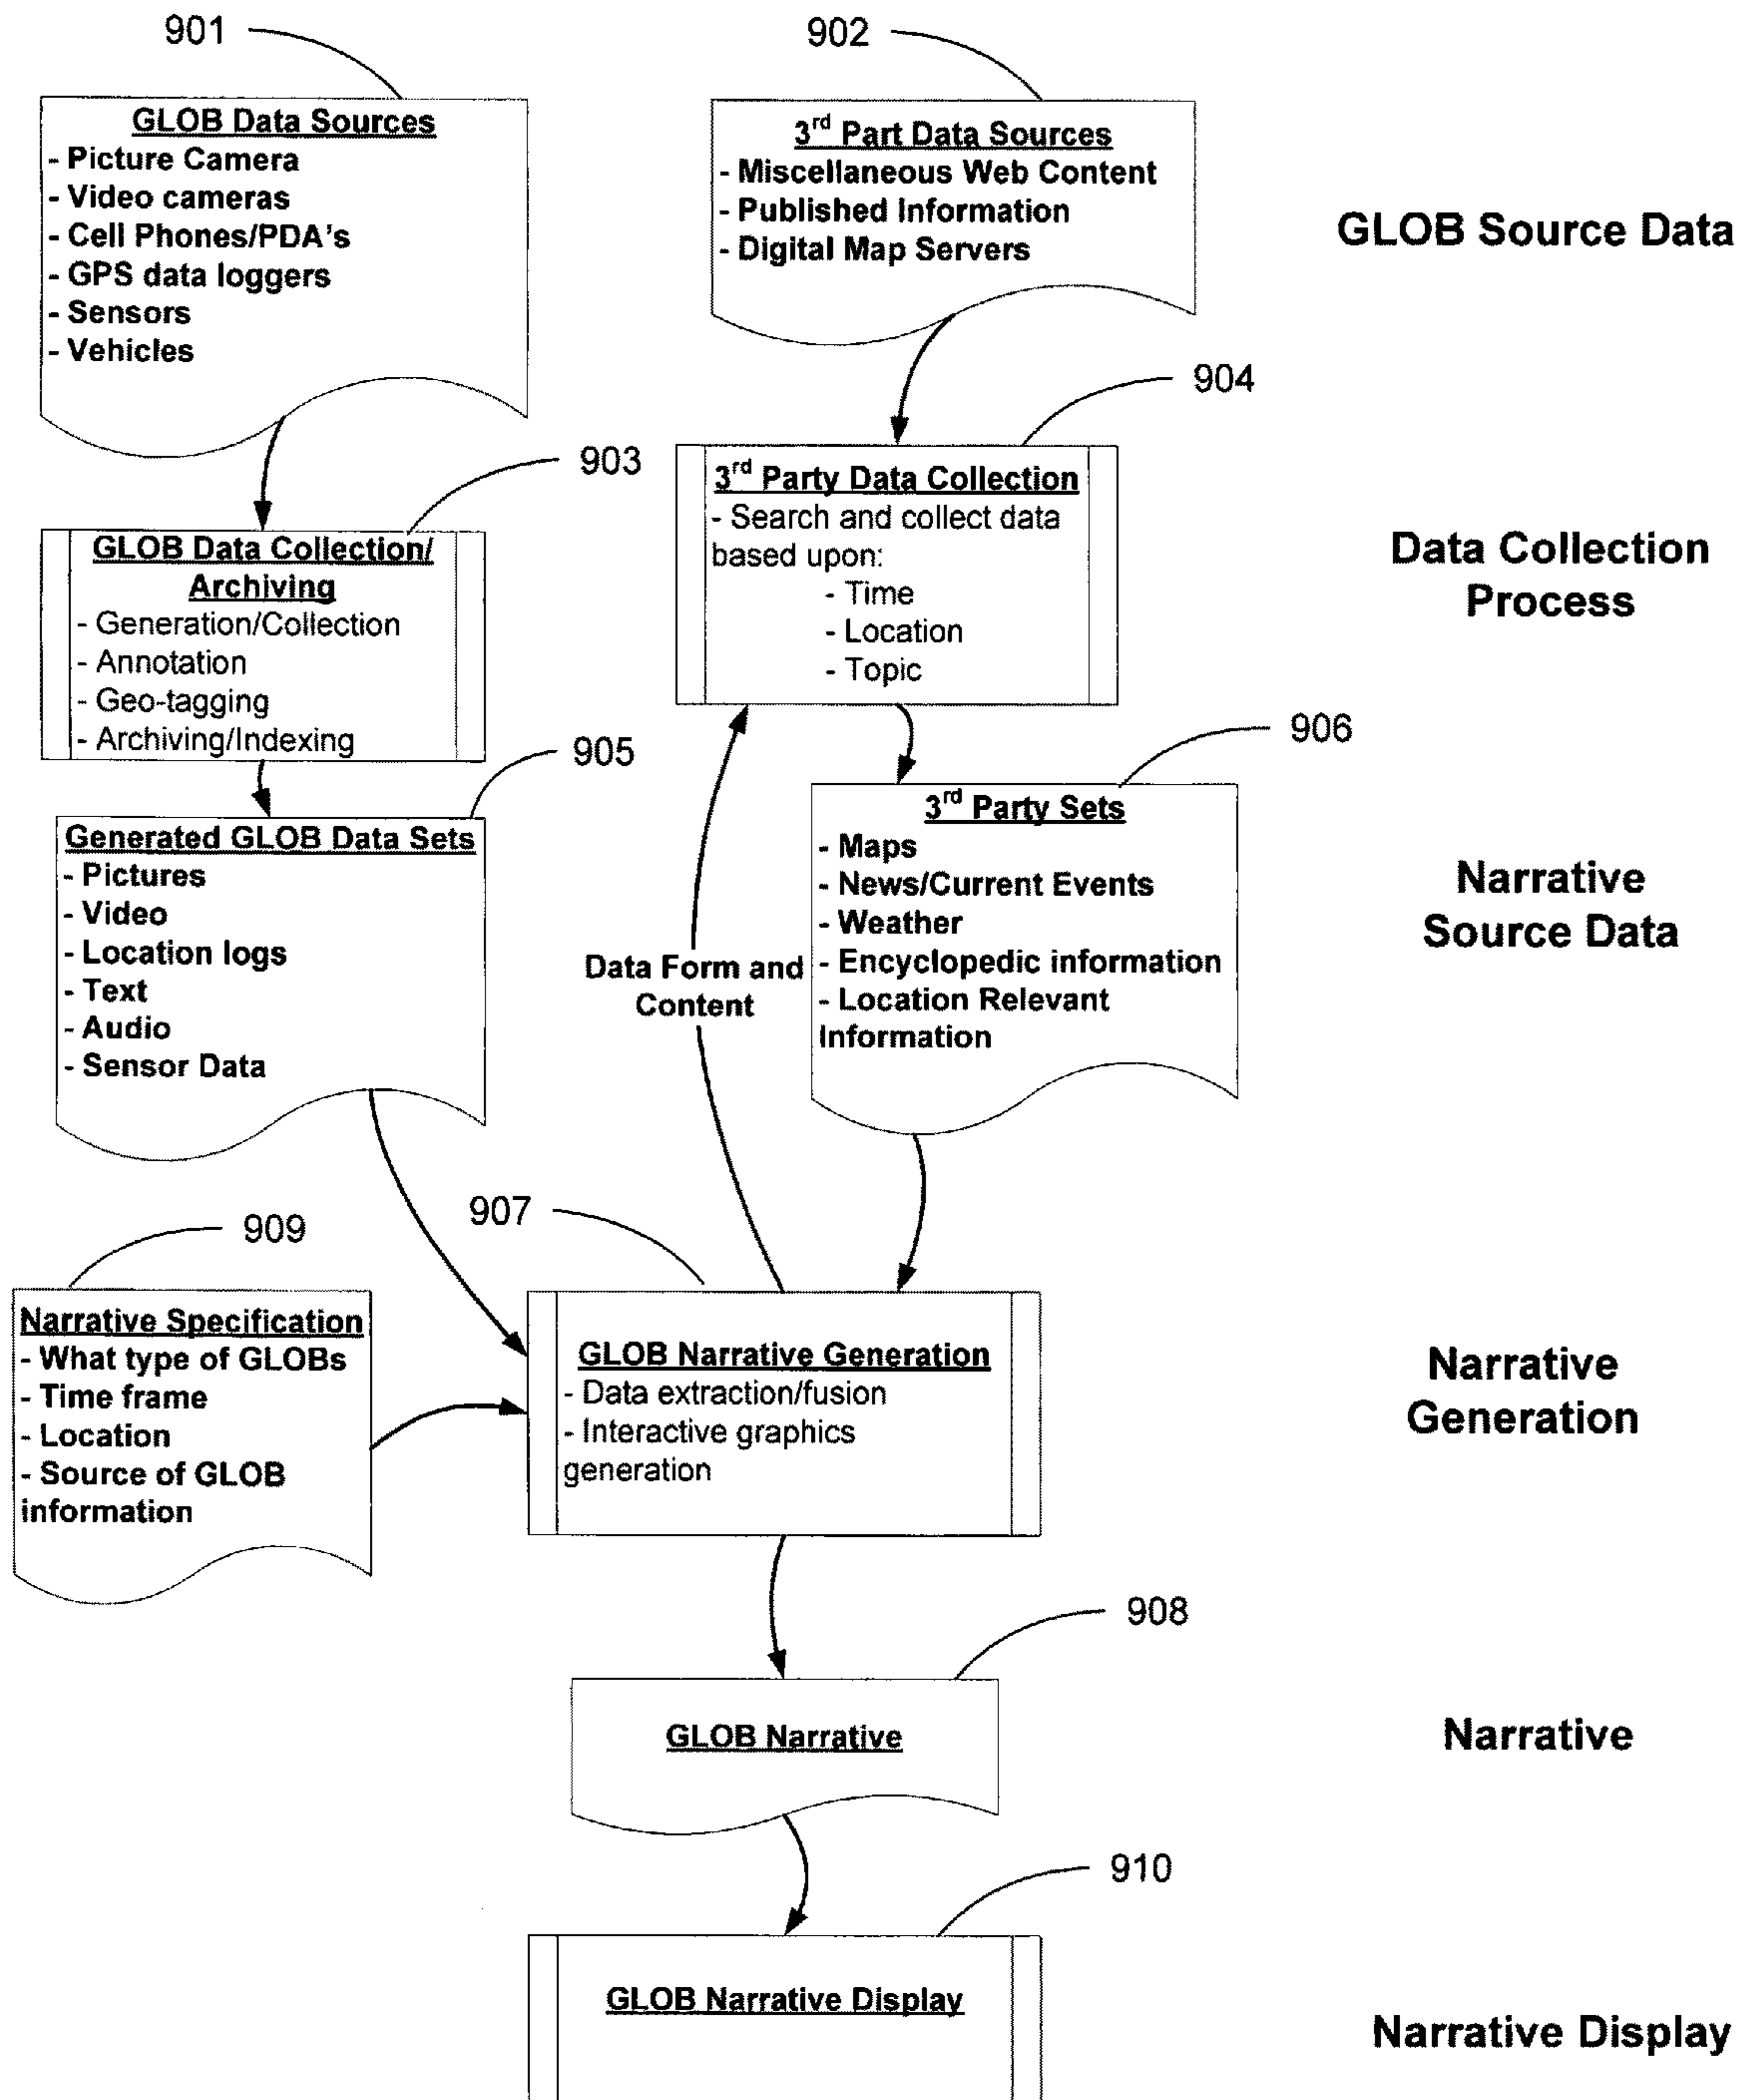 901
GLOB Data Sources
- Picture Camera
- Video cameras
- Cell Phones/PDA's
- GPS data loggers
- Sensors
- Vehicles
902
3rd Part Data Sources
- Miscellaneous Web Content
- Published Information
- Digital Map Servers
GLOB Source Data
903
GLOB Data Collection/
Archiving
- Generation/Collection
- Annotation
- Geo-tagging
- Archiving/Indexing
904
3rd Party Data Collection
- Search and collect data
based upon:
- Time
- Location
- Topic
Data Collection
Process
905
Generated GLOB Data Sets
- Pictures
- Video
- Location logs
- Text
- Audio
- Sensor Data
Data Form and
Content
906
3rd Party Sets
- Maps
- News/Current Events
- Weather
- Encyclopedic information
- Location Relevant
Information
Narrative
Source Data
909
Narrative Specification
- What type of GLOBs
- Time frame
- Location
- Source of GLOB
information
907
GLOB Narrative Generation
- Data extraction/fusion
- Interactive graphics
generation
Narrative
Generation
908
GLOB Narrative
Narrative
910
GLOB Narrative Display
Narrative Display